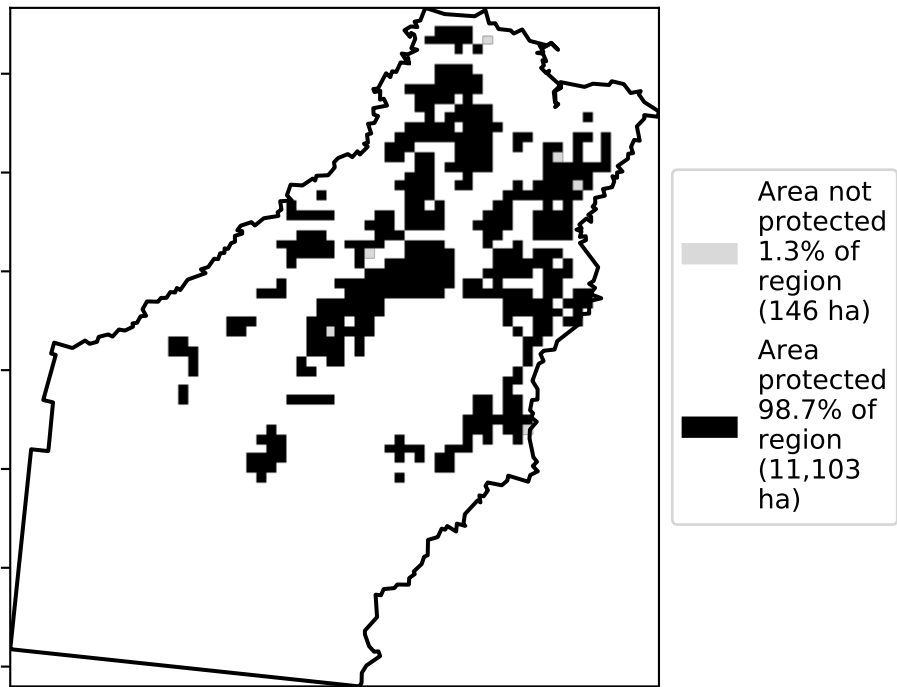 Area not
protected
1.3% of
region
(146 ha)
Area
protected
98.7% of
region
(11,103
ha)